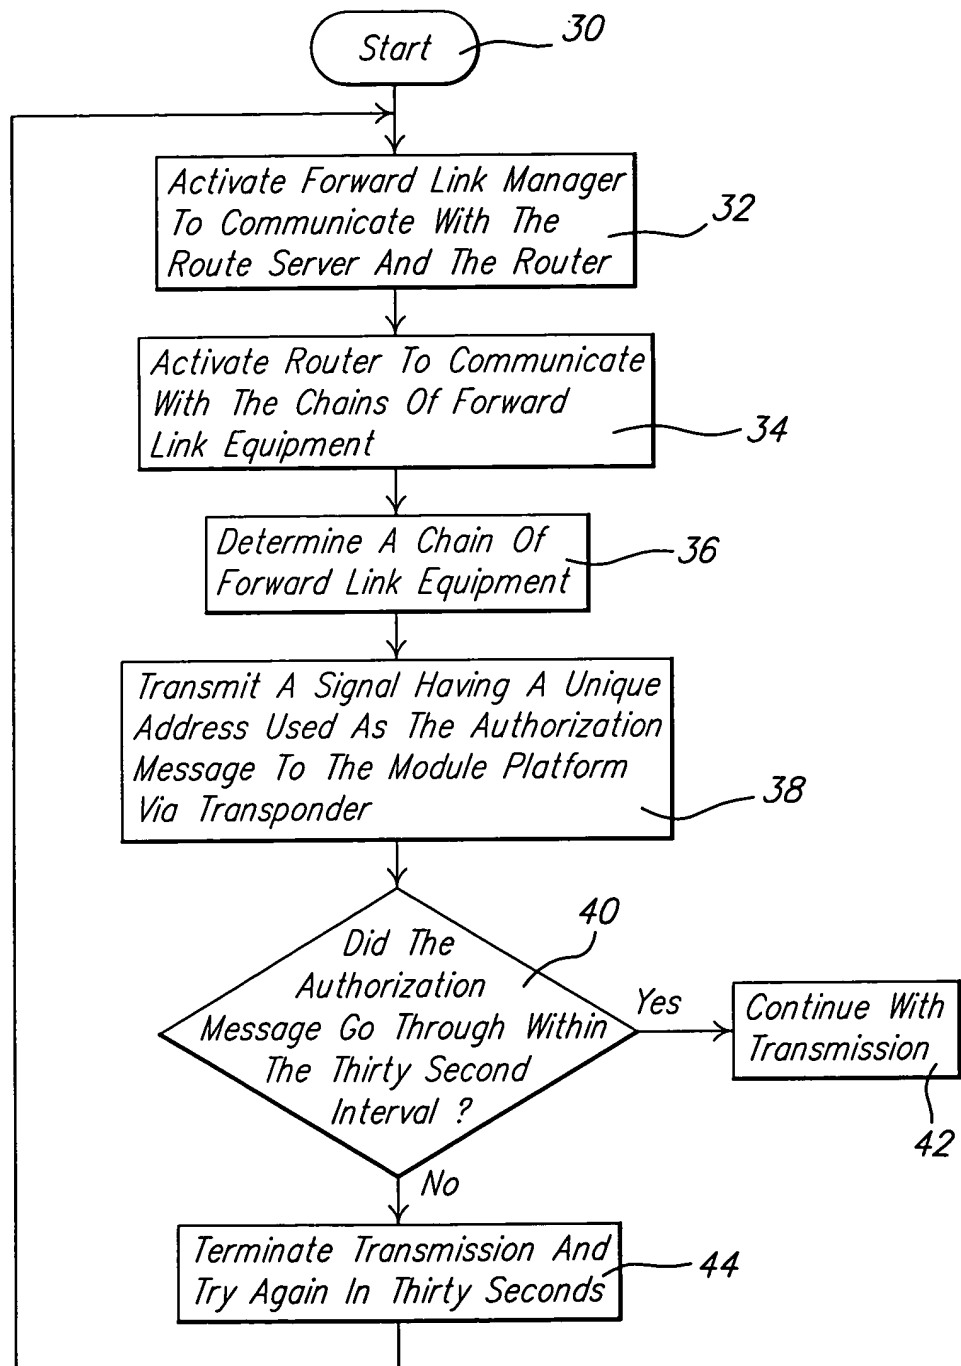 Start
30
Activate Forward Link Manager
To Communicate With The
Route Server And The Router
32
Activate Router To Communicate
With The Chains Of Forward
Link Equipment
34
Determine A Chain Of
Forward Link Equipment
36
Transmit A Signal Having A Unique
Address Used As The Authorization
Message To The Module Platform
Via Transponder
38
40
Did The
Authorization
Message Go Through Within
The Thirty Second
Interval ?
Yes
Continue With
Transmission
42
No
Terminate Transmission And
Try Again In Thirty Seconds
44